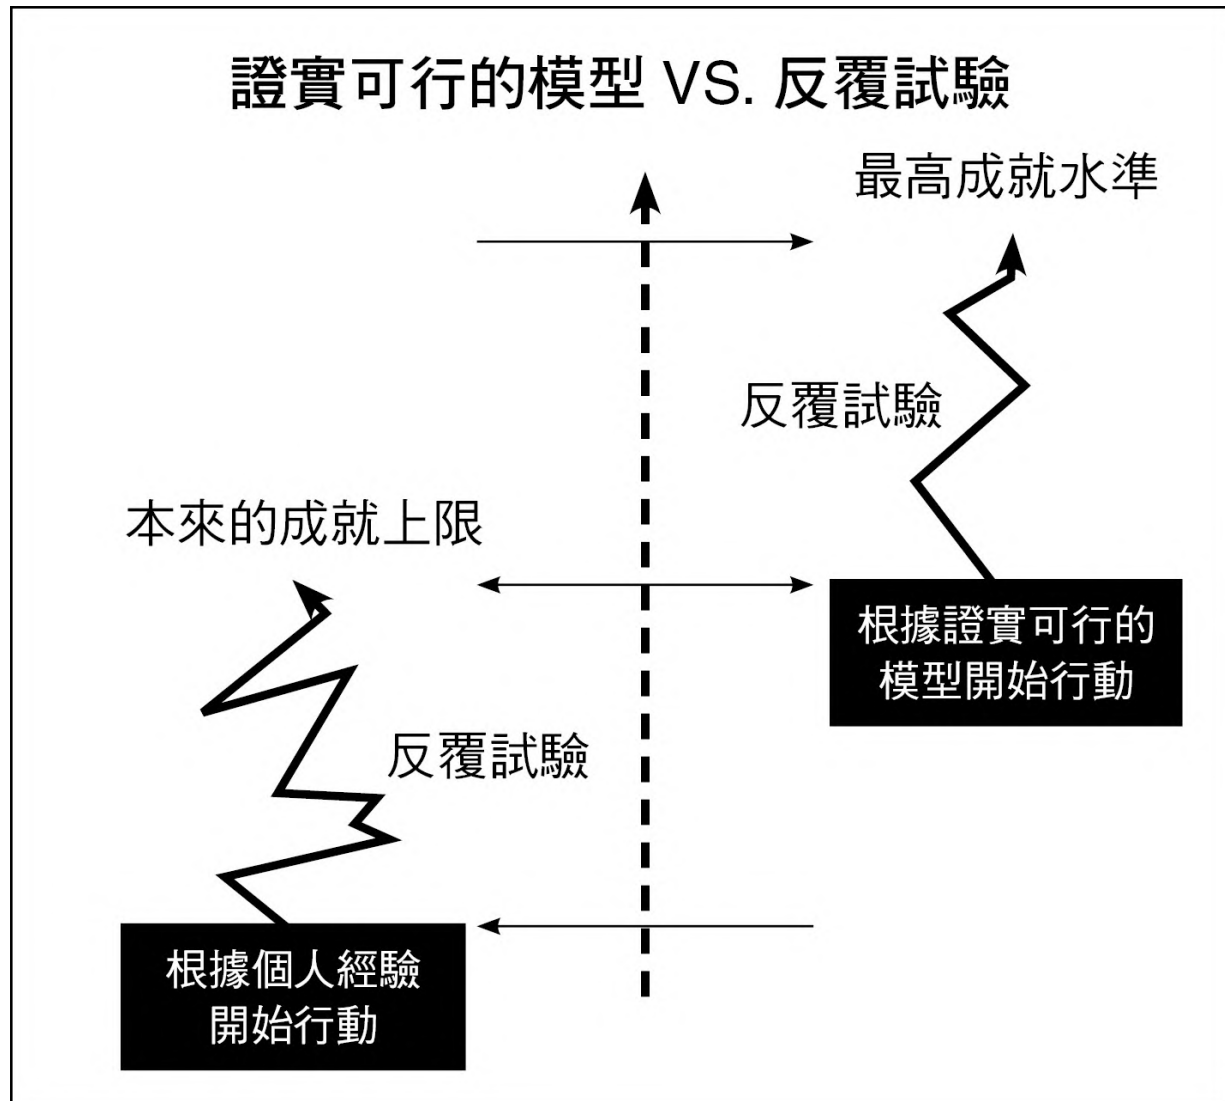 證實可行的模型 VS. 反覆試驗
最高成就水準
反覆試驗
本來的成就上限
根據證實可行的
模型開始行動
反覆試驗
根據個人經驗
開始行動